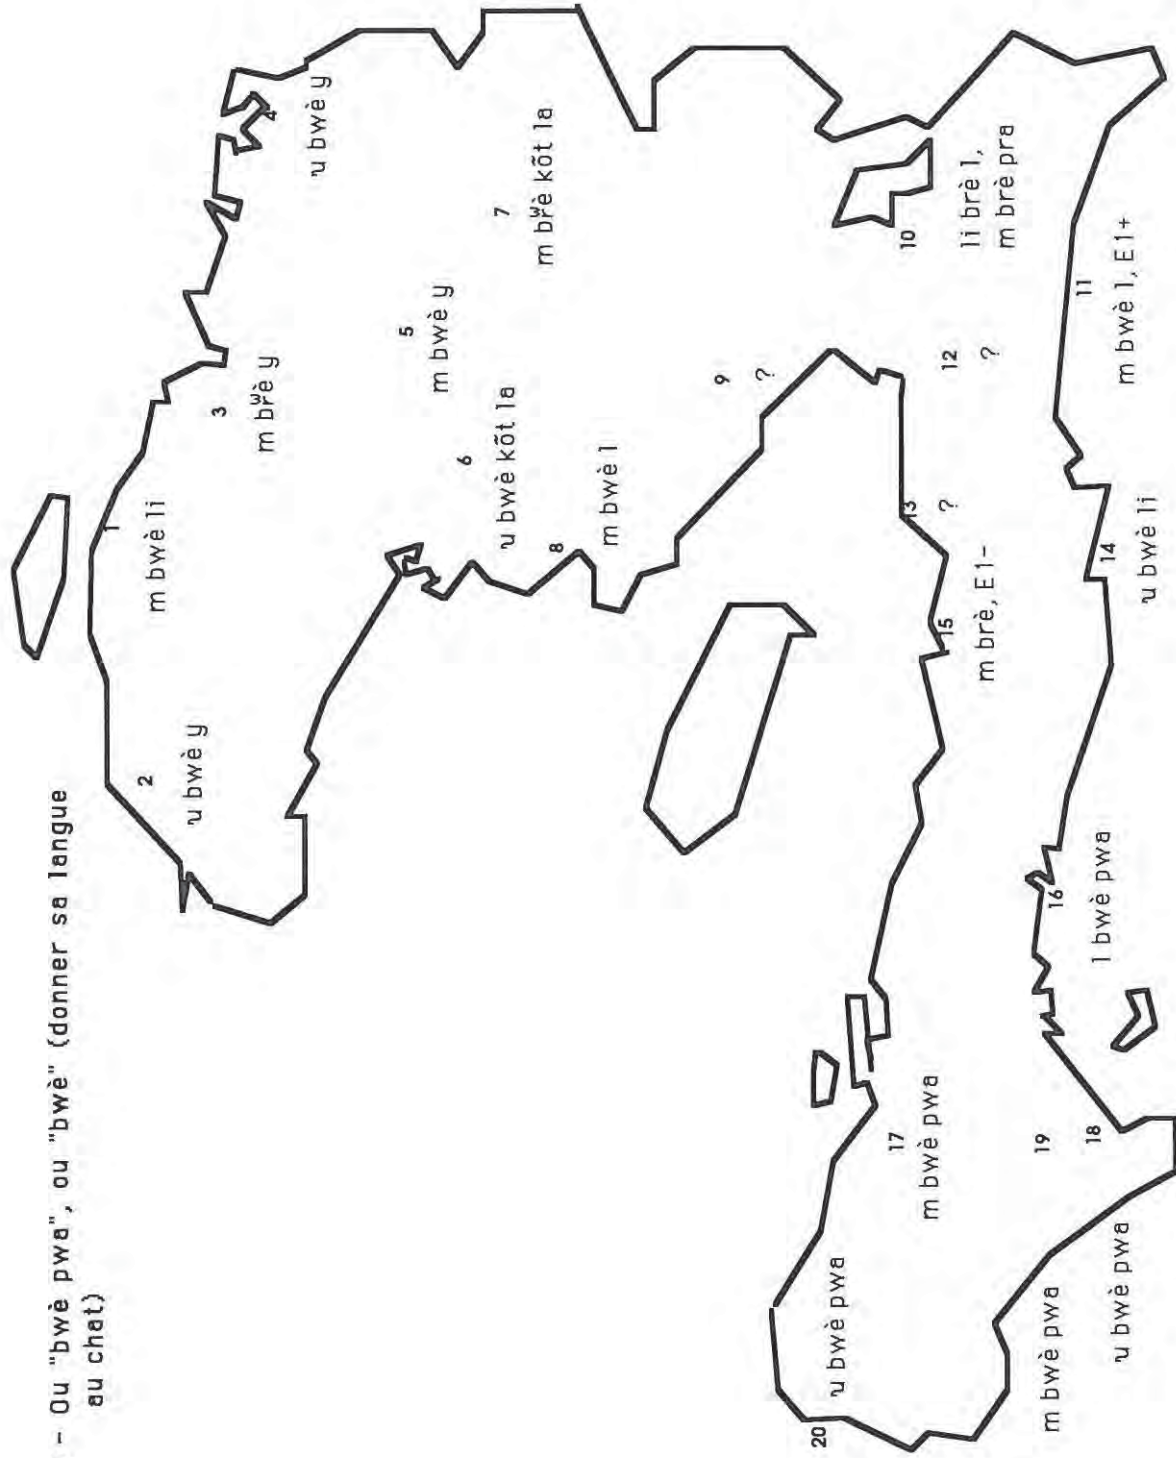 - Ou "bwè pwa", ou "bwè" (donner sa langue
au chat)
1
m bwè li
2
u bwè y
3
m bʷrè y
4
u bwè y
5
m bwè y
6
u bwè kõt la
7
m bʷrè kõt la
8
m bwè l
9
?
10
li brè l,
m brè pra
11
m bwè l, E1+
12
?
13
?
14
u bwè li
15
m brè, E1-
16
l bwè pwa
17
m bwè pwa
18
u bwè pwa
19
m bwè pwa
20
u bwè pwa